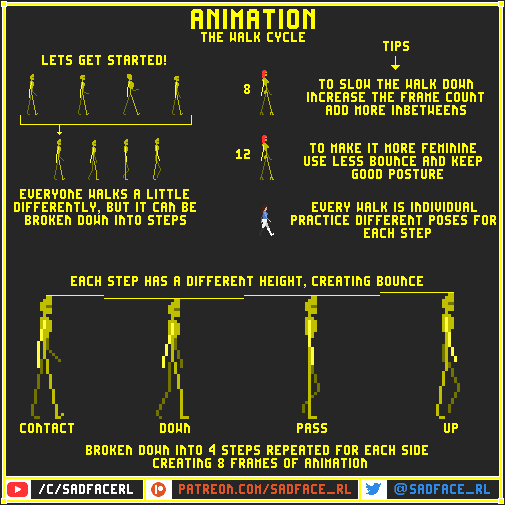 ANIMATION
THE WALK CYCLE
LETS GET STARTED!
EVERYONE WALKS A LITTLE
DIFFERENTLY, BUT IT CAN BE
BROKEN DOWN INTO STEPS
TIPS
8
TO SLOW THE WALK DOWN
INCREASE THE FRAME COUNT
ADD MORE INBETWEENS
12
TO MAKE IT MORE FEMININE
USE LESS BOUNCE AND KEEP
GOOD POSTURE
EVERY WALK IS INDIVIDUAL
PRACTICE DIFFERENT POSES FOR
EACH STEP
EACH STEP HAS A DIFFERENT HEIGHT, CREATING BOUNCE
CONTACT
DOWN
PASS
UP
BROKEN DOWN INTO 4 STEPS REPEATED FOR EACH SIDE
CREATING 8 FRAMES OF ANIMATION
/C/SADFACERL
PATREON.COM/SADFACE_RL
@SADFACE_RL